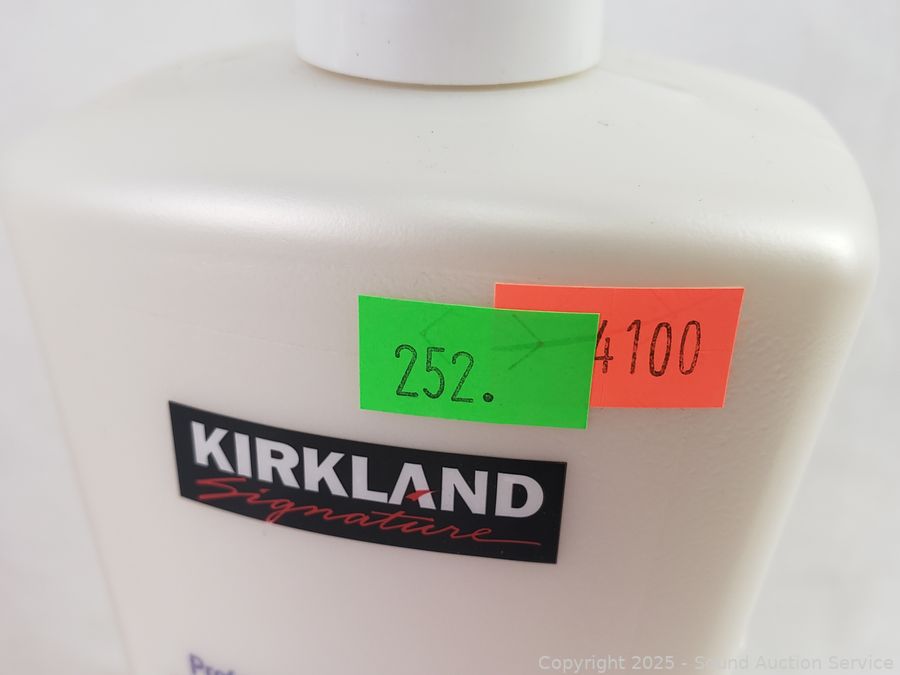 4100
252.
KIRKLAND
Signature
Copyright 2025 - Sound Auction Service